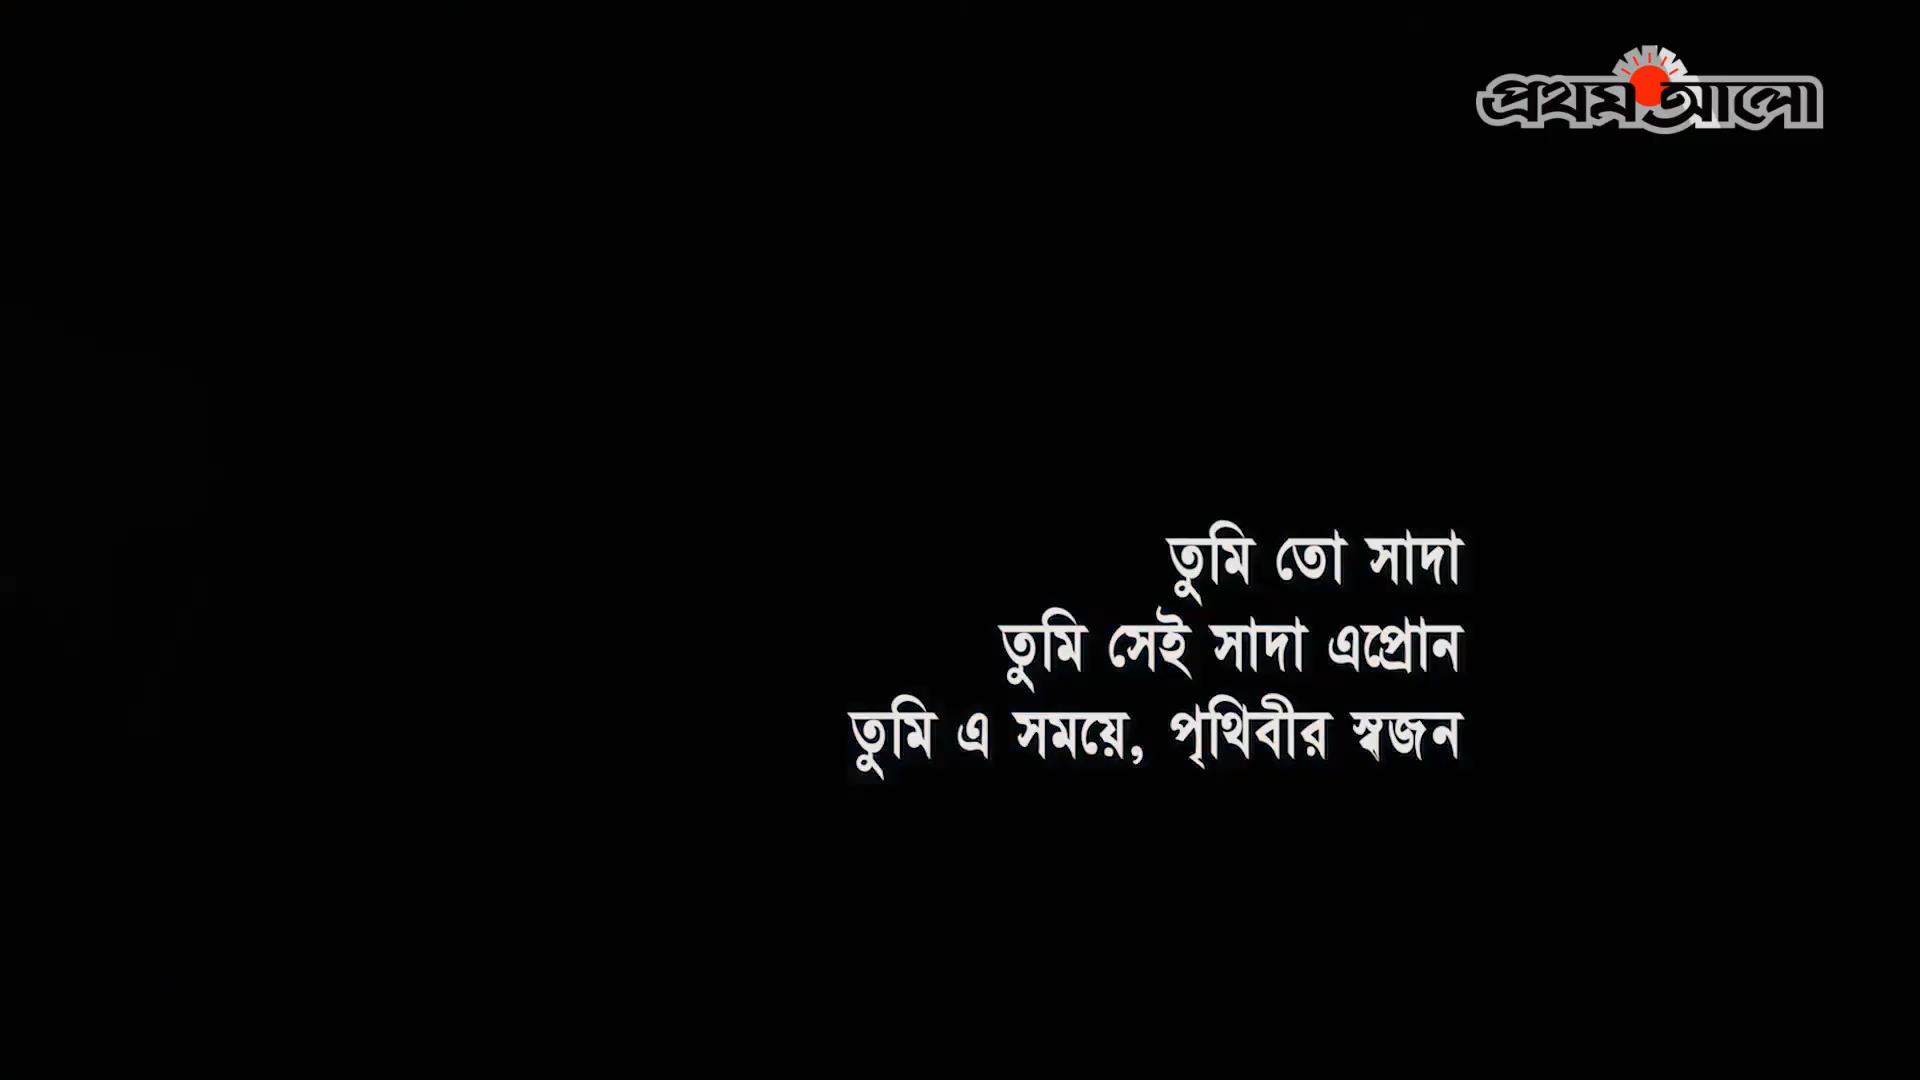 প্রথম আলো
তুমি তো সাদা
তুমি সেই সাদা এপ্রোন
তুমি এ সময়ে, পৃথিবীর স্বজন